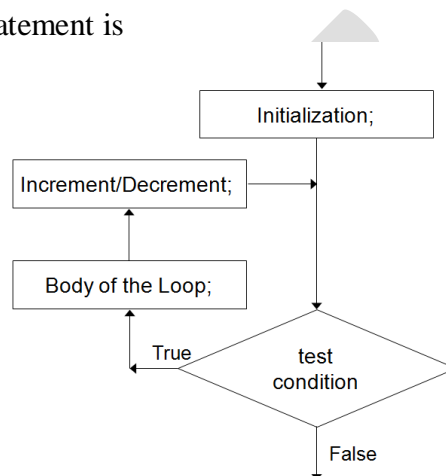 atement is
Initialization;
Increment/Decrement;
Body of the Loop;
True
test
condition
False